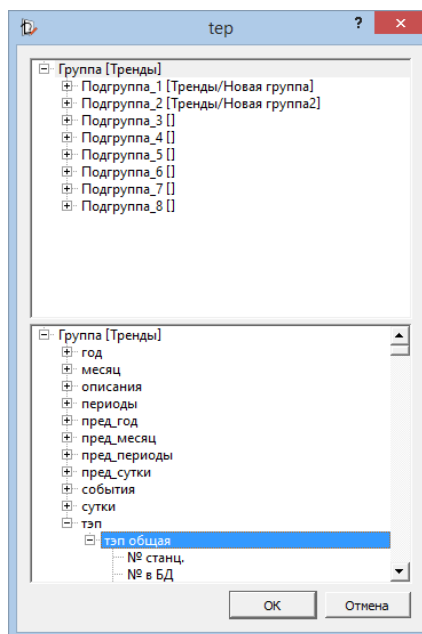 tep
?
Группа [Тренды]
Подгруппа_1 [Тренды/Новая группа]
Подгруппа_2 [Тренды/Новая группа2]
Подгруппа_3 []
Подгруппа_4 []
Подгруппа_5 []
Подгруппа_6 []
Подгруппа_7 []
Подгруппа_8 []
Группа [Тренды]
год
месяц
описания
периоды
пред_год
пред_месяц
пред_периоды
пред_сутки
события
сутки
тэп
тэп общая
№ станц.
№ в БД
OK
Отмена